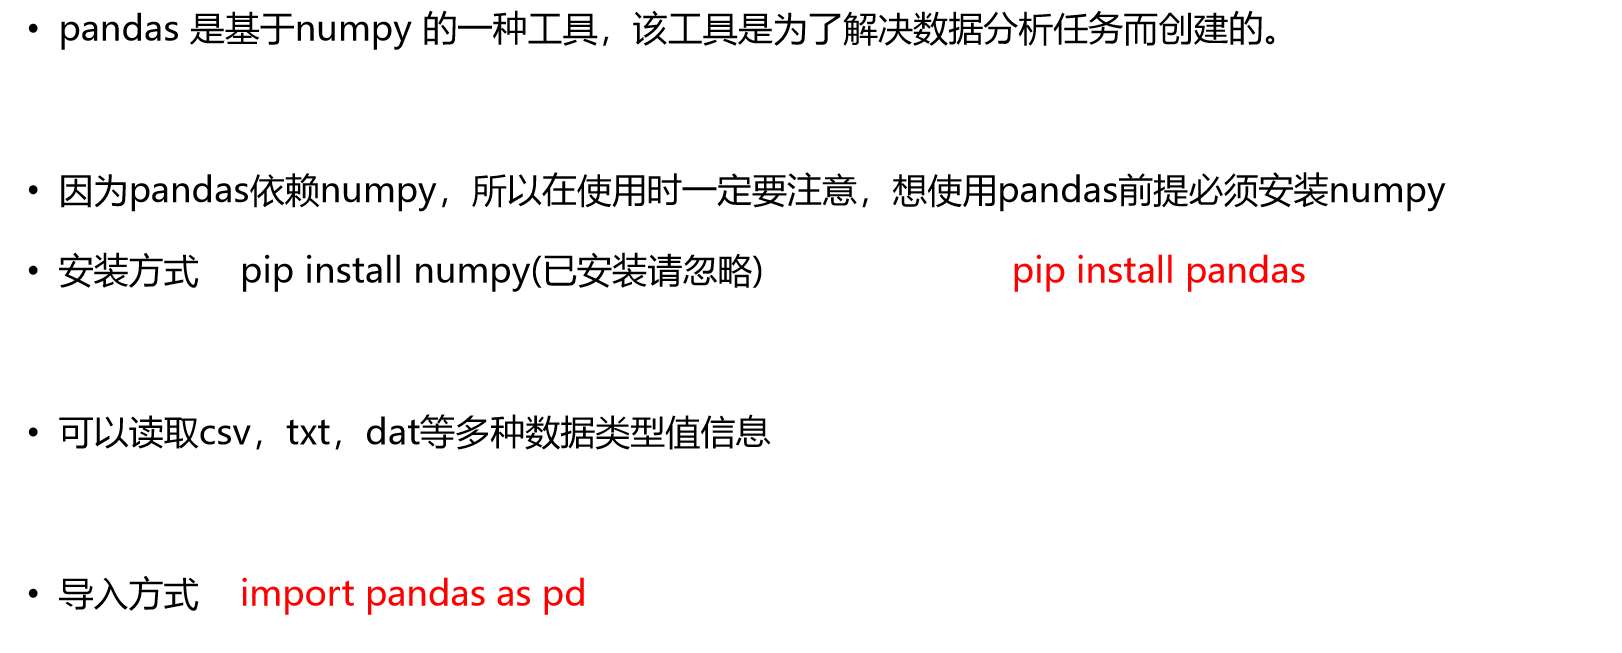 • pandas 是基于numpy 的一种工具，该工具是为了解决数据分析任务而创建的。
• 因为pandas依赖numpy，所以在使用时一定要注意，想使用pandas前提必须安装numpy
• 安装方式 pip install numpy(已安装请忽略) pip install pandas
• 可以读取csv，txt，dat等多种数据类型值信息
• 导入方式 import pandas as pd